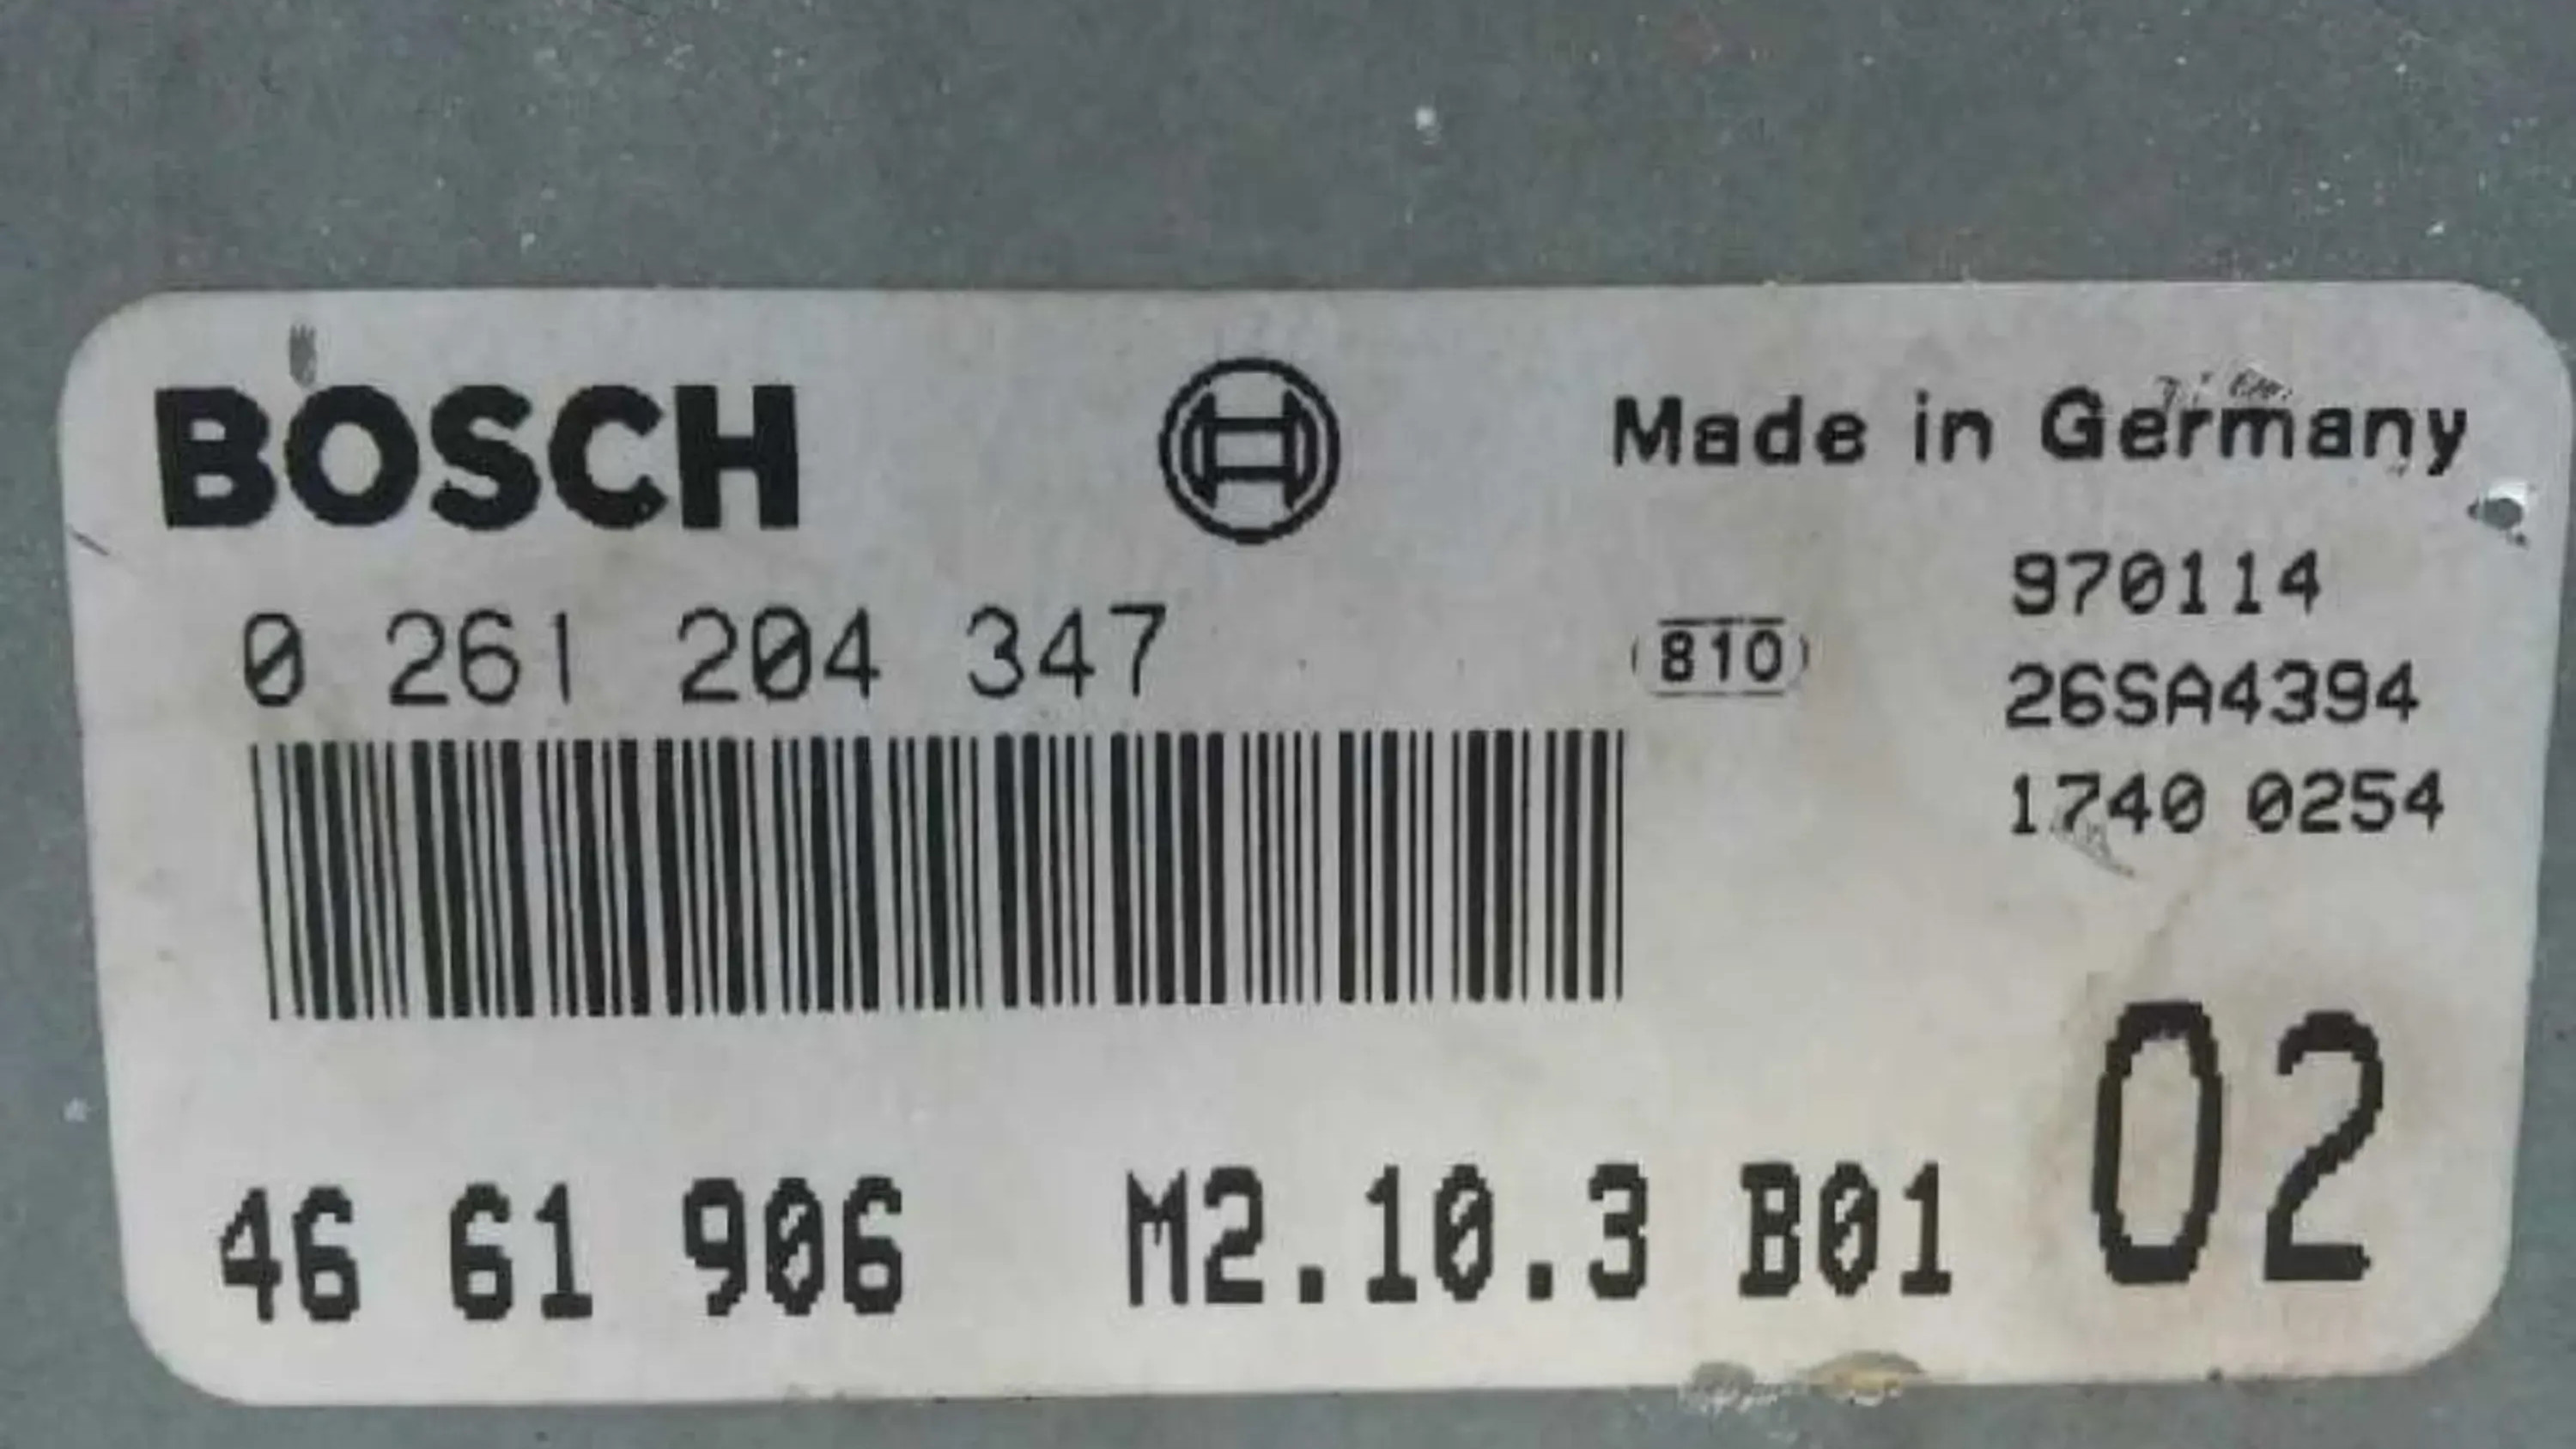 BOSCH
Made in Germany
0 261 204 347
810
970114
26SA4394
1740 0254
46 61 906 M2.10.3 B01
02